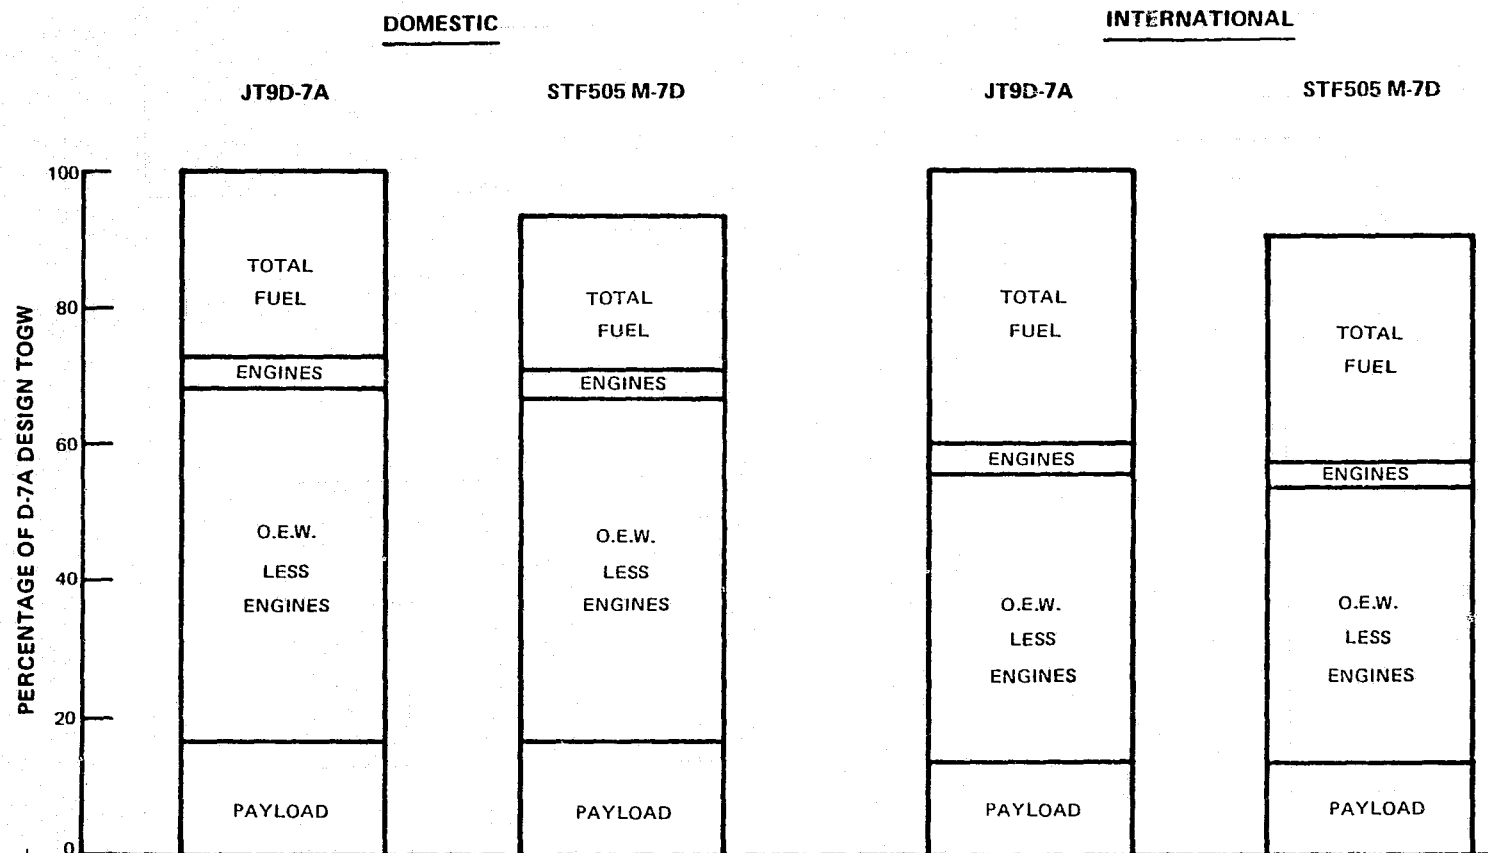 DOMESTIC
INTERNATIONAL
JT9D-7A
STF505 M-7D
JT9D-7A
STF505 M-7D
PERCENTAGE OF D-7A DESIGN TOGW
100
80
60
40
20
0
TOTAL
FUEL
ENGINES
O.E.W.
LESS
ENGINES
PAYLOAD
TOTAL
FUEL
ENGINES
O.E.W.
LESS
ENGINES
PAYLOAD
TOTAL
FUEL
ENGINES
O.E.W.
LESS
ENGINES
PAYLOAD
TOTAL
FUEL
ENGINES
O.E.W.
LESS
ENGINES
PAYLOAD